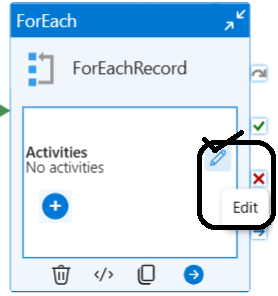 ForEach
ForEachRecord
Activities
No activities
Edit